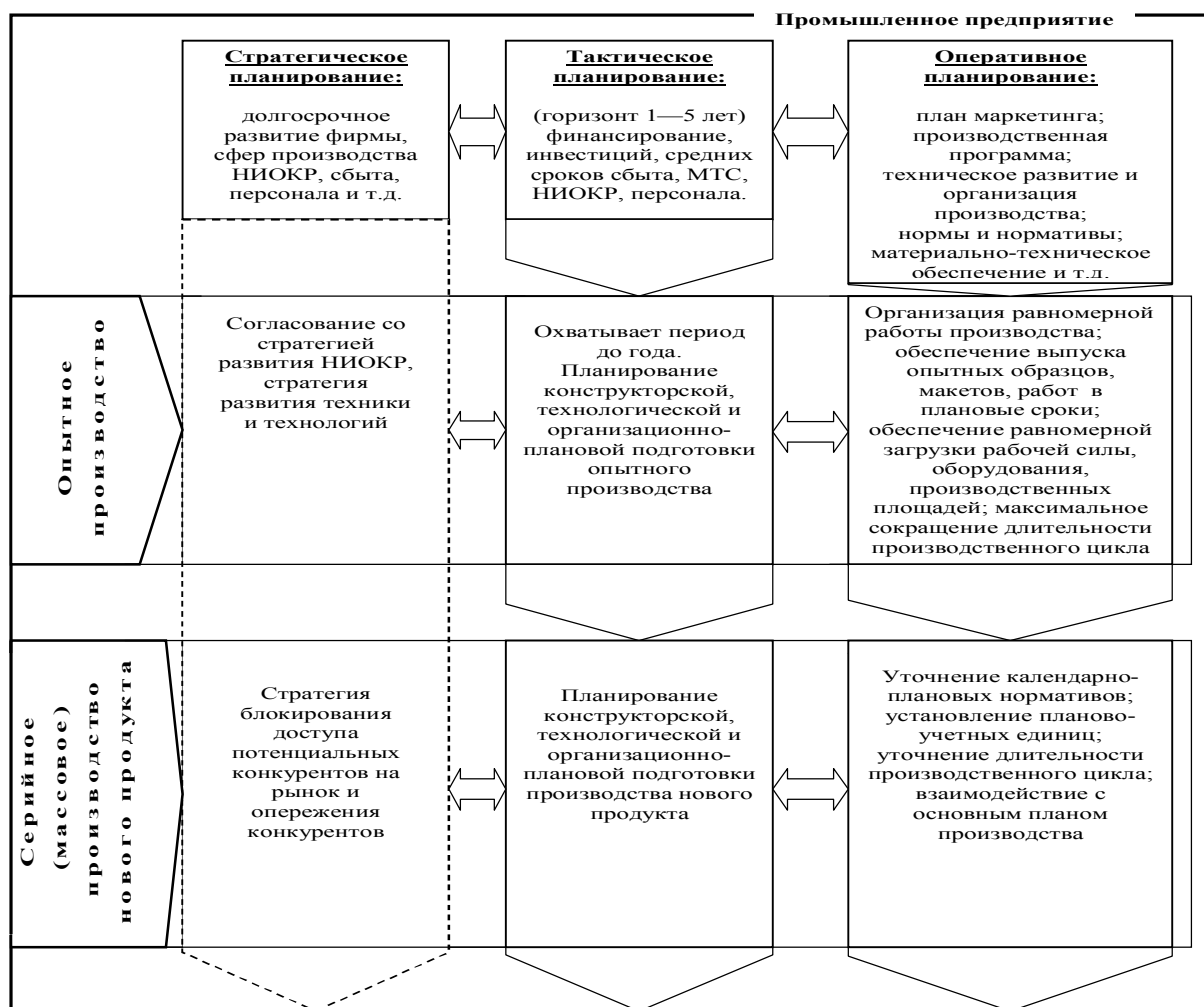 Промышленное предприятие
Стратегическое
планирование:
долгосрочное
развитие фирмы,
сфер производства
НИОКР, сбыта,
персонала и т.д.
Тактическое
планирование:
(горизонт 1—5 лет)
финансирование,
инвестиций, средних
сроков сбыта, МТС,
НИОКР, персонала.
Оперативное
планирование:
план маркетинга;
производственная
программа;
техническое развитие и
организация
производства;
нормы и нормативы;
материально-техническое
обеспечение и т.д.
Опытное
производство
Согласование со
стратегией
развития НИОКР,
стратегия
развития техники
и технологий
Охватывает период
до года.
Планирование
конструкторской,
технологической и
организационно-
плановой подготовки
опытного
производства
Организация равномерной
работы производства;
обеспечение выпуска
опытных образцов,
макетов, работ в
плановые сроки;
обеспечение равномерной
загрузки рабочей силы,
оборудования,
производственных
площадей; максимальное
сокращение длительности
производственного цикла
Серийное
(массовое)
производство
нового продукта
Стратегия
блокирования
доступа
потенциальных
конкурентов на
рынок и
опережения
конкурентов
Планирование
конструкторской,
технологической и
организационно-
плановой подготовки
производства нового
продукта
Уточнение календарно-
плановых нормативов;
установление планово-
учетных единиц;
уточнение длительности
производственного цикла;
взаимодействие с
основным планом
производства